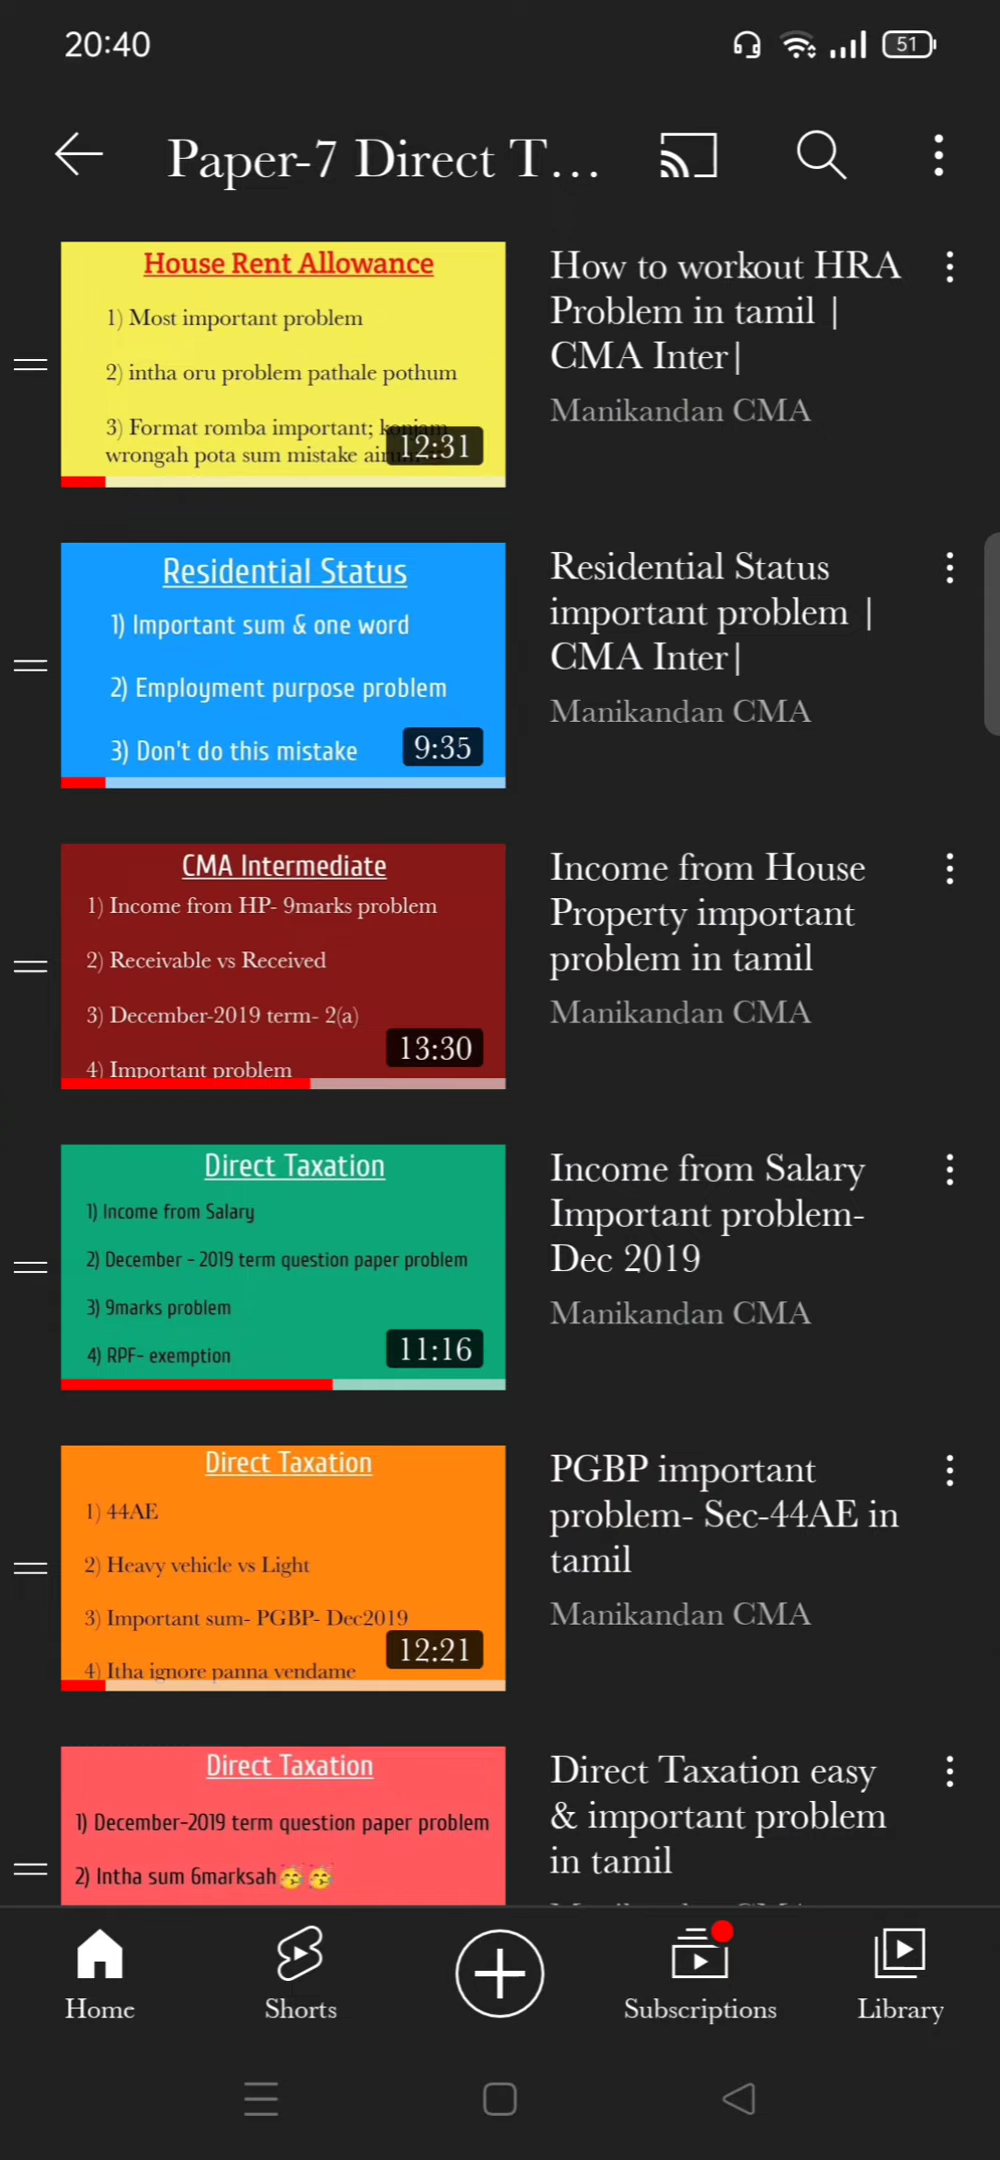 20:40
51
Paper-7 Direct T...
House Rent Allowance
1) Most important problem
2) intha oru problem pathale pothum
3) Format romba important; konjam
wrongah pota sum mistake
12:31
How to workout HRA
Problem in tamil |
CMA Inter|
Manikandan CMA
Residential Status
1) Important sum & one word
2) Employment purpose problem
3) Don't do this mistake
9:35
Residential Status
important problem |
CMA Inter|
Manikandan CMA
CMA Intermediate
1) Income from HP- 9marks problem
2) Receivable vs Received
3) December-2019 term- 2(a)
4) Important problem
13:30
Income from House
Property important
problem in tamil
Manikandan CMA
Direct Taxation
1) Income from Salary
2) December - 2019 term question paper problem
3) 9marks problem
4) RPF- exemption
11:16
Income from Salary
Important problem-
Dec 2019
Manikandan CMA
Direct Taxation
1) 44AE
2) Heavy vehicle vs Light
3) Important sum- PGBP- Dec2019
4) Itha ignore panna vendame
12:21
PGBP important
problem- Sec-44AE in
tamil
Manikandan CMA
Direct Taxation
1) December-2019 term question paper problem
2) Intha sum 6marksah🥳🥳
Direct Taxation easy
& important problem
in tamil
Home
Shorts
Subscriptions
Library